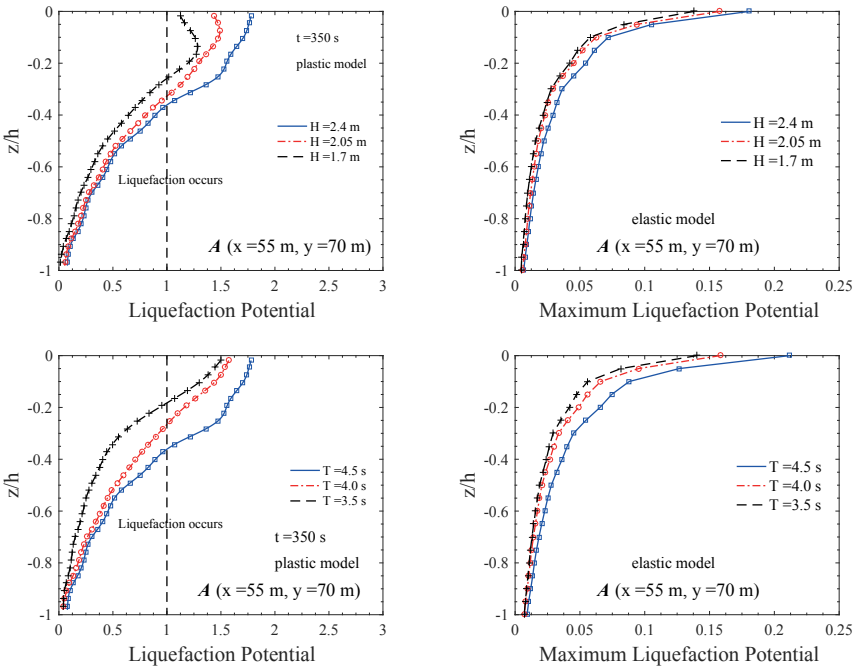 0
t =350 s
plastic model
-0.2
-0.4
z/h
H =2.4 m
H =2.05 m
H =1.7 m
-0.6
Liquefaction occurs
-0.8
A (x =55 m, y =70 m)
-1
0 0.5 1 1.5 2 2.5 3
Liquefaction Potential
0
-0.2
-0.4
z/h
H =2.4 m
H =2.05 m
H =1.7 m
-0.6
-0.8
elastic model
A (x =55 m, y =70 m)
-1
0 0.05 0.1 0.15 0.2 0.25
Maximum Liquefaction Potential
0
-0.2
-0.4
z/h
T =4.5 s
T =4.0 s
T =3.5 s
-0.6
Liquefaction occurs
t =350 s
-0.8
plastic model
A (x =55 m, y =70 m)
-1
0 0.5 1 1.5 2 2.5 3
Liquefaction Potential
0
-0.2
-0.4
z/h
T =4.5 s
T =4.0 s
T =3.5 s
-0.6
-0.8
elastic model
A (x =55 m, y =70 m)
-1
0 0.05 0.1 0.15 0.2 0.25
Maximum Liquefaction Potential